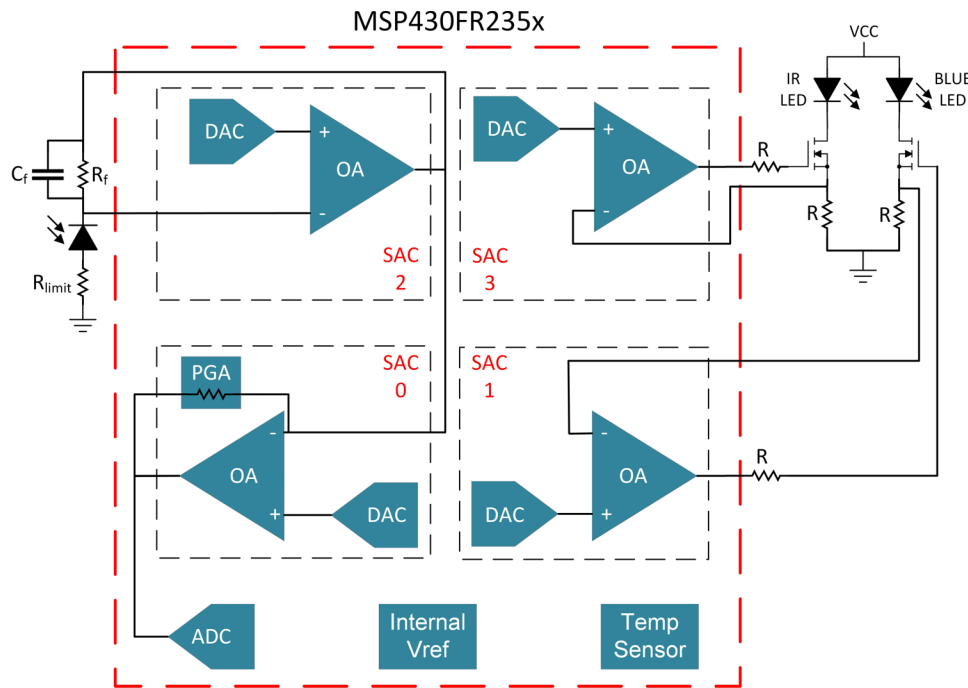 MSP430FR235x
VCC
IR
LED
BLUE
LED
DAC
+
OA
-
SAC
2
DAC
+
OA
-
SAC
3
R
R
R
Cf
Rf
Rlimit
PGA
SAC
0
-
OA
+
DAC
SAC
1
-
OA
+
DAC
R
ADC
Internal
Vref
Temp
Sensor